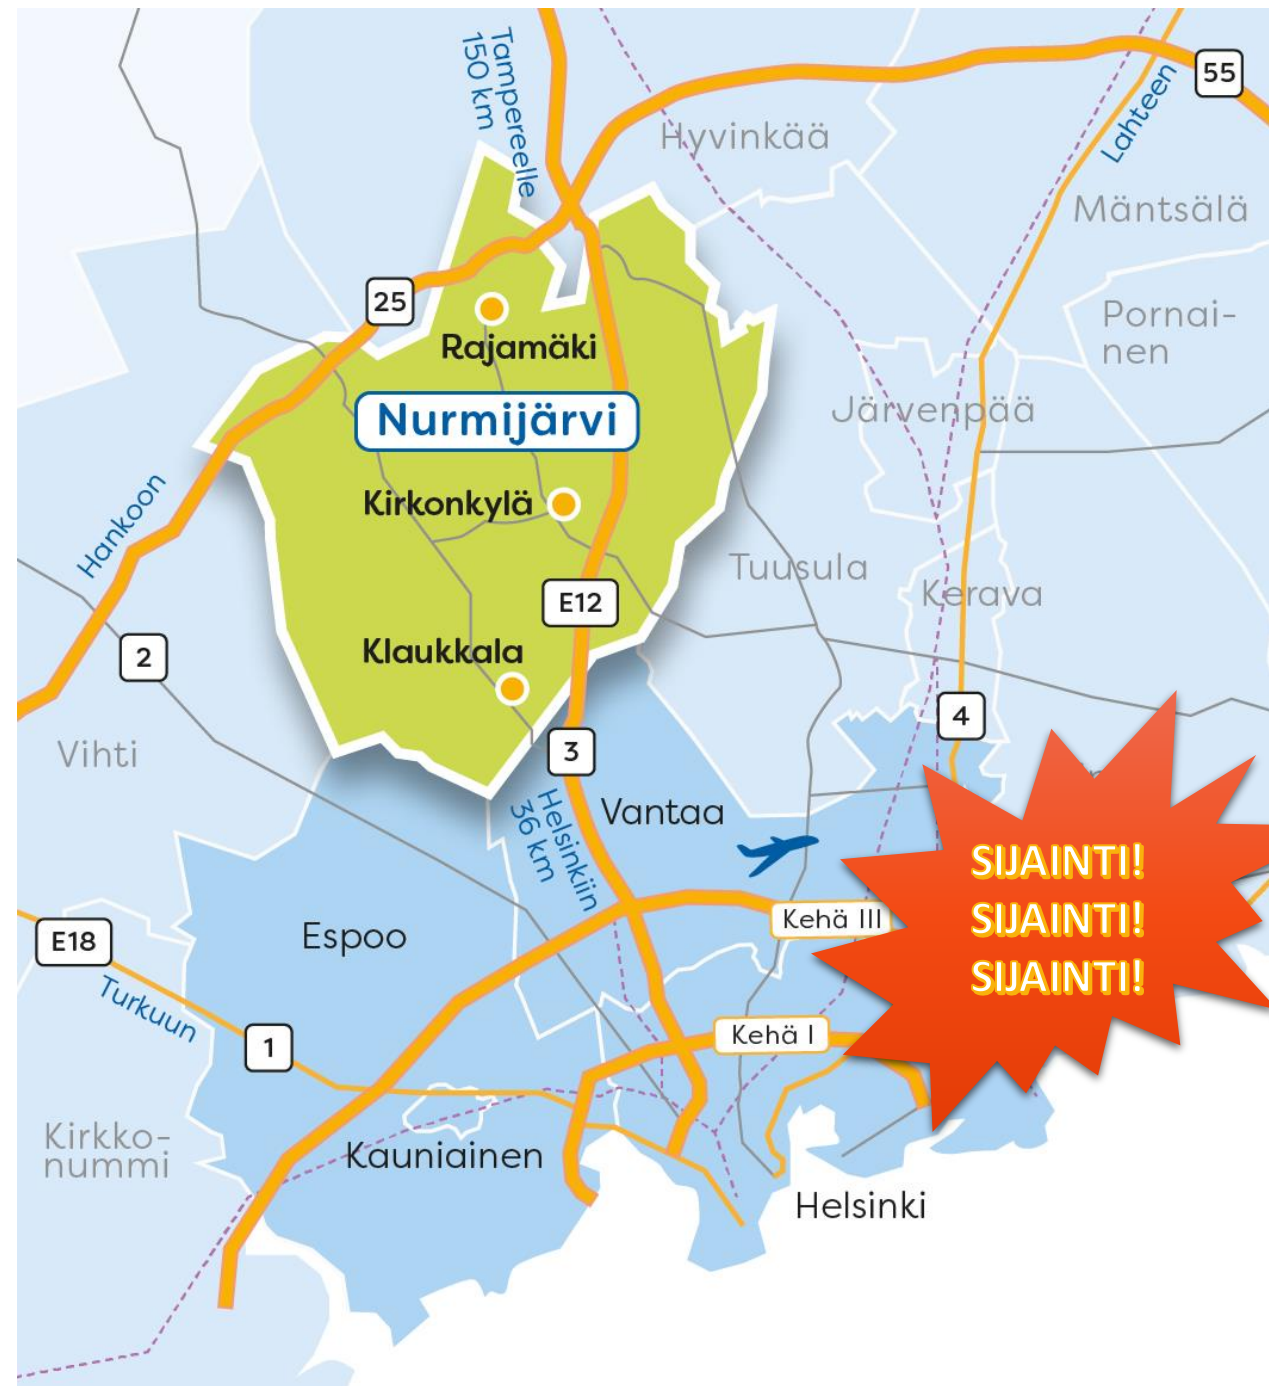 Tampereelle
150 km
55
Lahteen
Hyvinkää
Mäntsälä
25
Pornai-
nen
Rajamäki
Järvenpää
Nurmijärvi
Kirkonkylä
Hankoon
Tuusula
Kerava
E12
2
Klaukkala
4
3
Vihti
Helsinkiin
36 km
Vantaa
SIJAINTI!
SIJAINTI!
SIJAINTI!
Kehä III
Espoo
E18
Turkuun
1
Kehä I
Kirkko-
nummi
Kauniainen
Helsinki